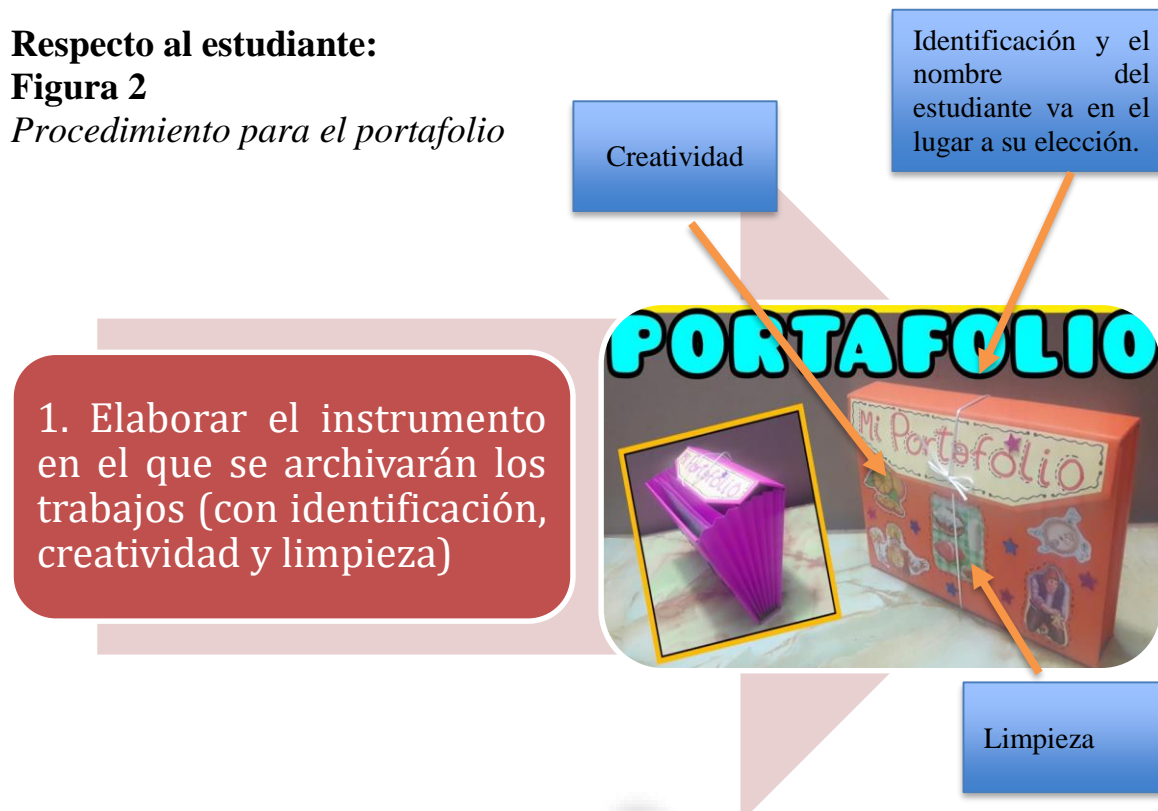 Respecto al estudiante:
Figura 2
Procedimiento para el portafolio
Creatividad
Identificación y el
nombre del
estudiante va en el
lugar a su elección.
1. Elaborar el instrumento
en el que se archivarán los
trabajos (con identificación,
creatividad y limpieza)
PORTAFOLIO
Portafolio
Mi Portafolio
Limpieza